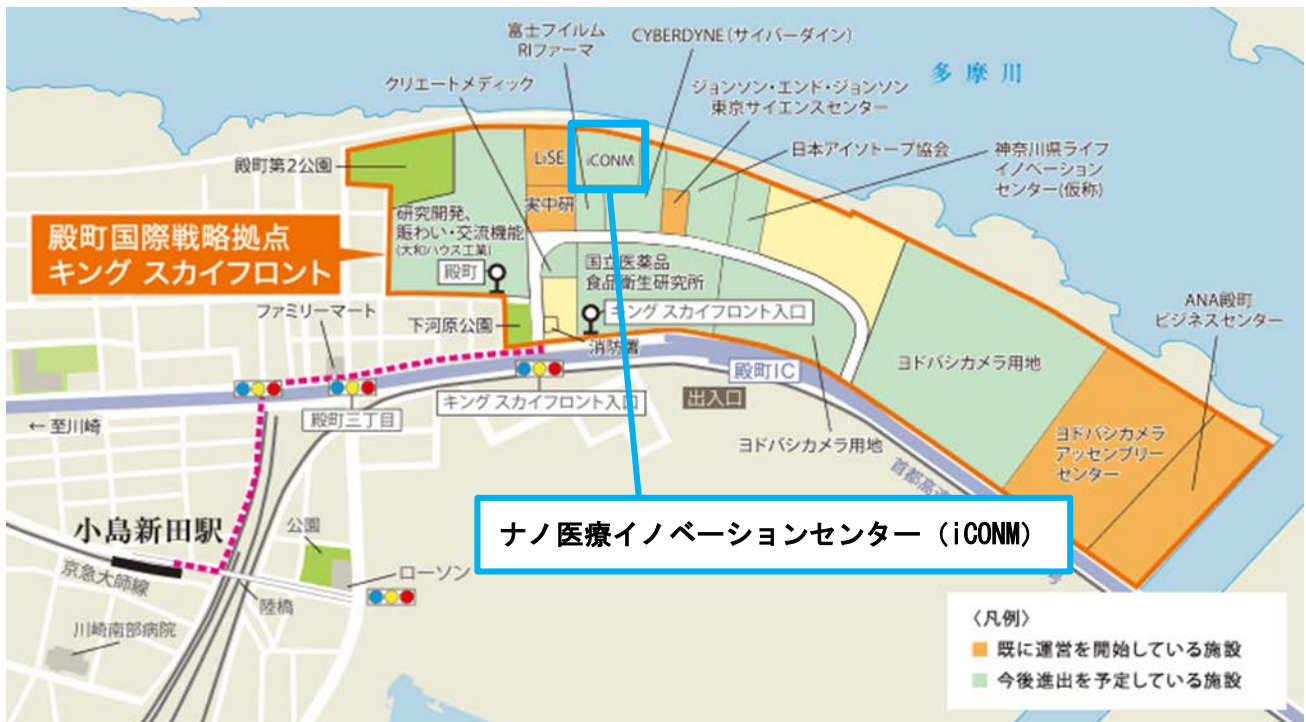 富士フイルム
RIファーマ
CYBERDYNE(サイバーダイン)
多摩川
クリエートメディック
ジョンソン・エンド・ジョンソン
東京サイエンスセンター
殿町第2公園
LiSE
iCONM
日本アイソトープ協会
神奈川県ライフ
イノベーション
センター(仮称)
実中研
研究開発、
賑わい・交流機能
(大和ハウス工業)
殿町国際戦略拠点
キング スカイフロント
殿町
国立医薬品
食品衛生研究所
ファミリーマート
下河原公園
キング スカイフロント入口
消防署
ANA殿町
ビジネスセンター
殿町IC
ヨドバシカメラ用地
キング スカイフロント入口
出入口
殿町三丁目
← 至川崎
ヨドバシカメラ用地
ヨドバシカメラ
アッセンブリー
センター
首都高速
ナノ医療イノベーションセンター (iCONM)
小島新田駅
公園
京急大師線
ローソン
陸橋
川崎南部病院
〈凡例〉
既に運営を開始している施設
今後進出を予定している施設